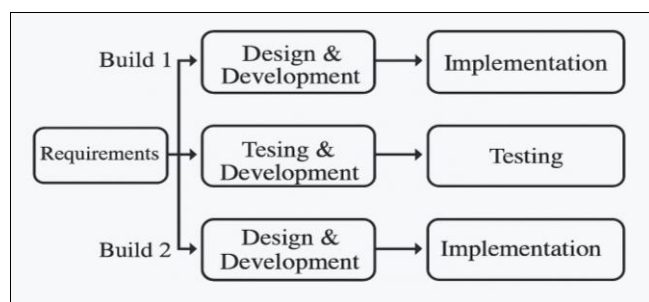 Build 1
Design &
Development
Implementation
Requirements
Tesing &
Development
Testing
Build 2
Design &
Development
Implementation